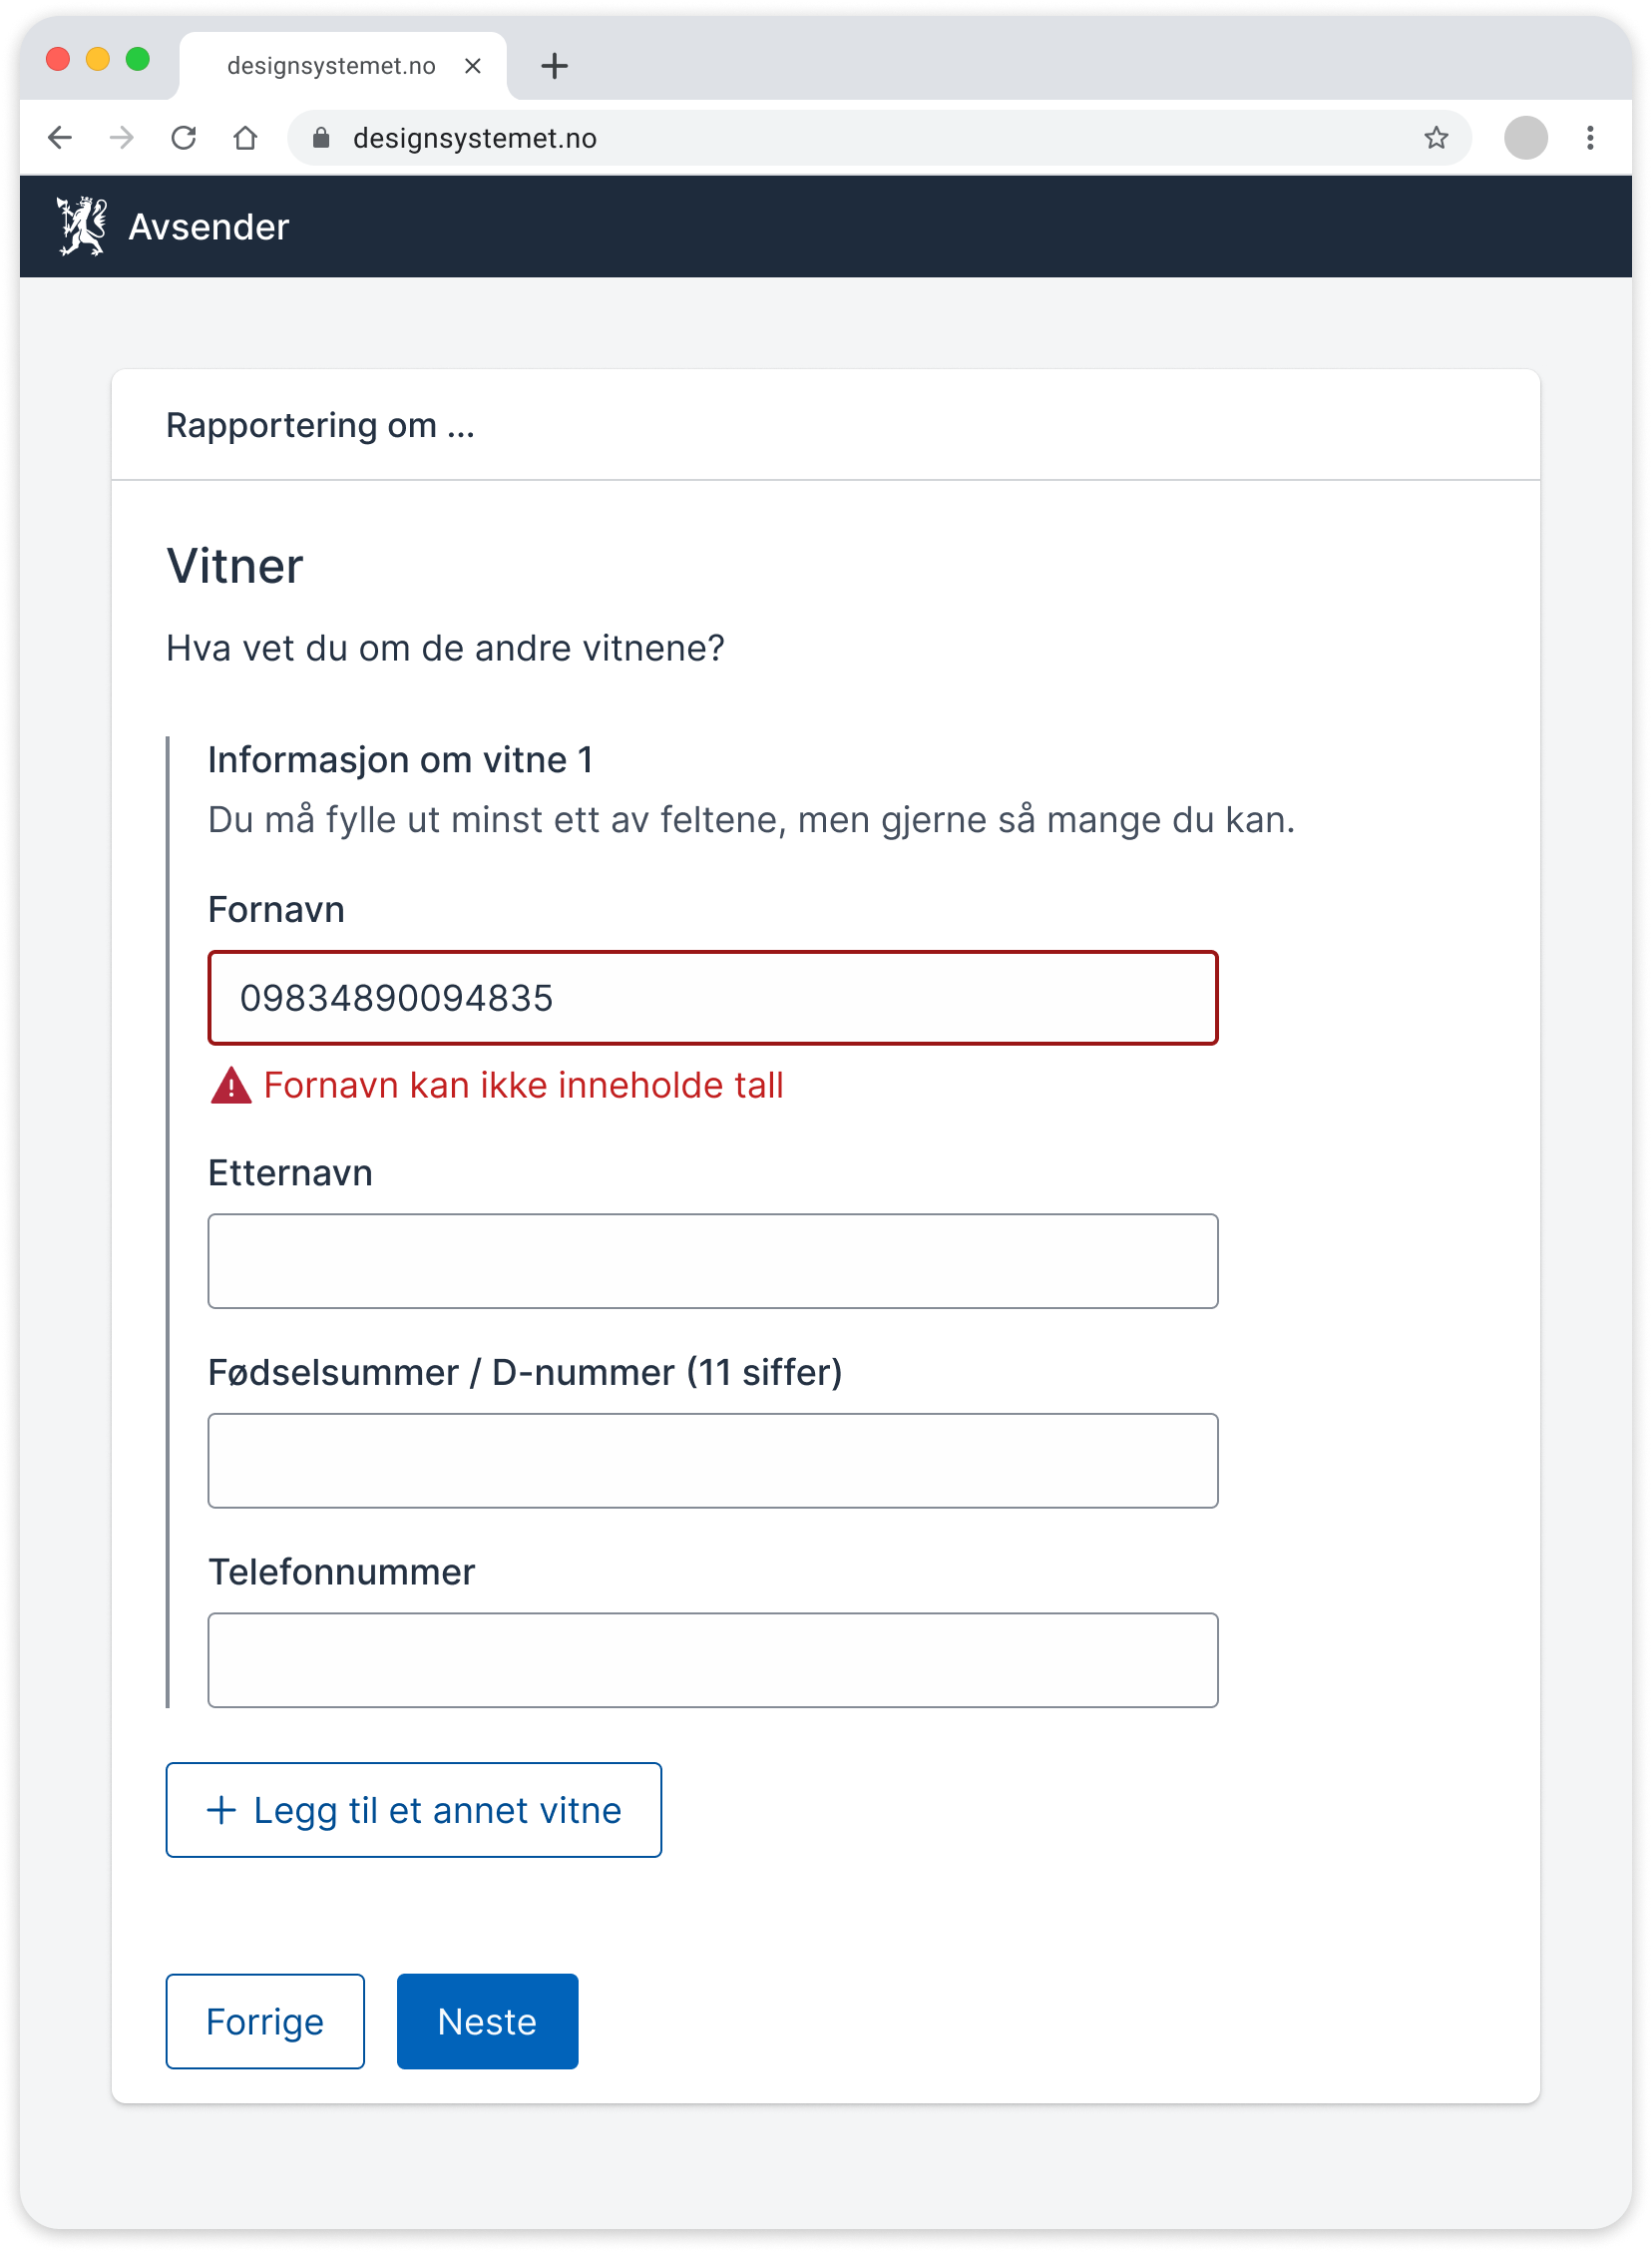 designsystemet.no
designsystemet.no
Avsender
Rapportering om ...
Vitner
Hva vet du om de andre vitnene?
Informasjon om vitne 1
Du må fylle ut minst ett av feltene, men gjerne så mange du kan.
Fornavn
09834890094835
Fornavn kan ikke inneholde tall
Etternavn
Fødselsummer / D-nummer (11 siffer)
Telefonnummer
Legg til et annet vitne
Forrige
Neste